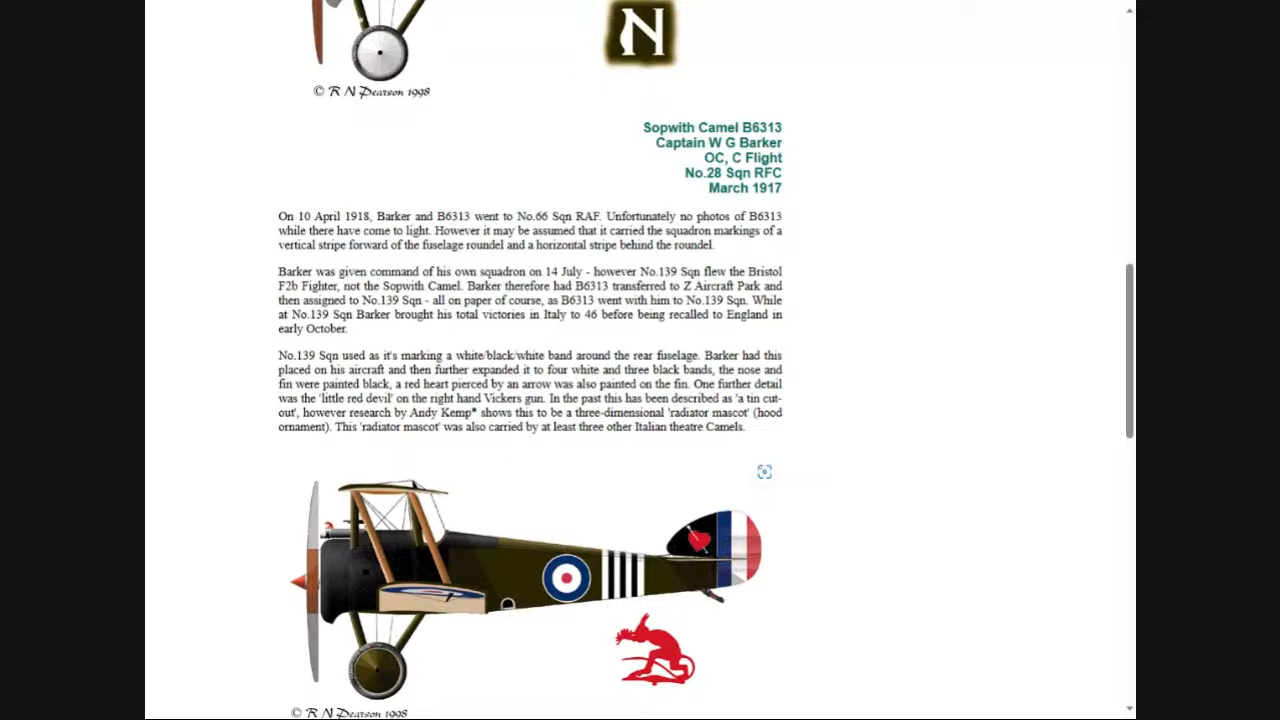 N
© R N Pearson 1998
Sopwith Camel B6313
Captain W G Barker
OC, C Flight
No.28 Sqn RFC
March 1917
On 10 April 1918, Barker and B6313 went to No.66 Sqn RAF. Unfortunately no photos of B6313
while there have come to light. However it may be assumed that it carried the squadron markings of a
vertical stripe forward of the fuselage roundel and a horizontal stripe behind the roundel.
Barker was given command of his own squadron on 14 July - however No.139 Sqn flew the Bristol
F2b Fighter, not the Sopwith Camel. Barker therefore had B6313 transferred to Z Aircraft Park and
then assigned to No.139 Sqn - all on paper of course, as B6313 went with him to No.139 Sqn. While
at No.139 Sqn Barker brought his total victories in Italy to 46 before being recalled to England in
early October.
No.139 Sqn used as it's marking a white/black/white band around the rear fuselage. Barker had this
placed on his aircraft and then further expanded it to four white and three black bands, the nose and
fin were painted black, a red heart pierced by an arrow was also painted on the fin. One further detail
was the 'little red devil' on the right hand Vickers gun. In the past this has been described as 'a tin cut-
out', however research by Andy Kemp* shows this to be a three-dimensional 'radiator mascot' (hood
ornament). This 'radiator mascot' was also carried by at least three other Italian theatre Camels.
© R N Pearson 1998